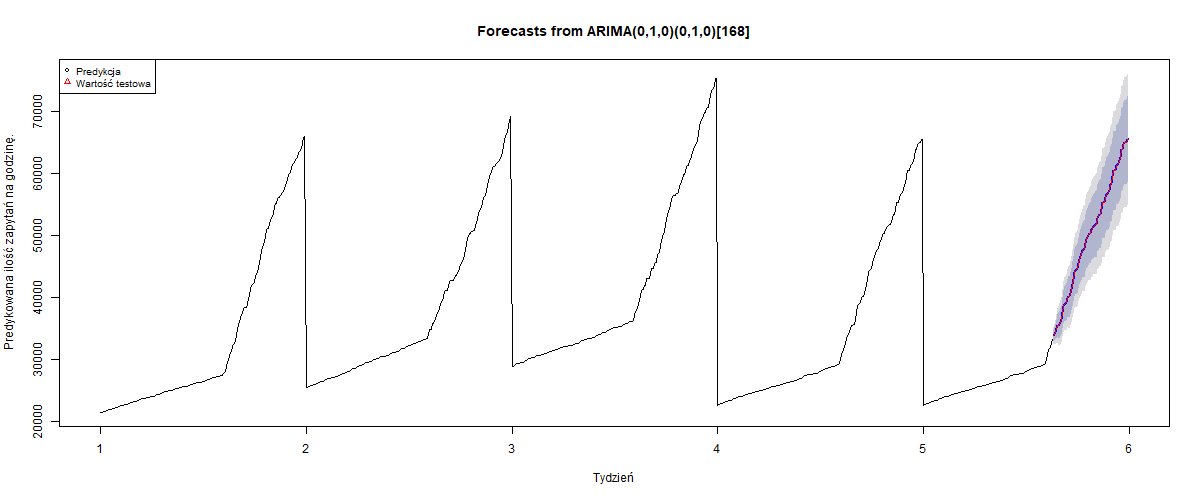 Forecasts from ARIMA(0,1,0)(0,1,0)[168]
Predykcja
Wartość testowa
Predykowana ilość zapytań na godzinę.
70000
60000
50000
40000
30000
20000
1 2 3 4 5 6
Tydzień